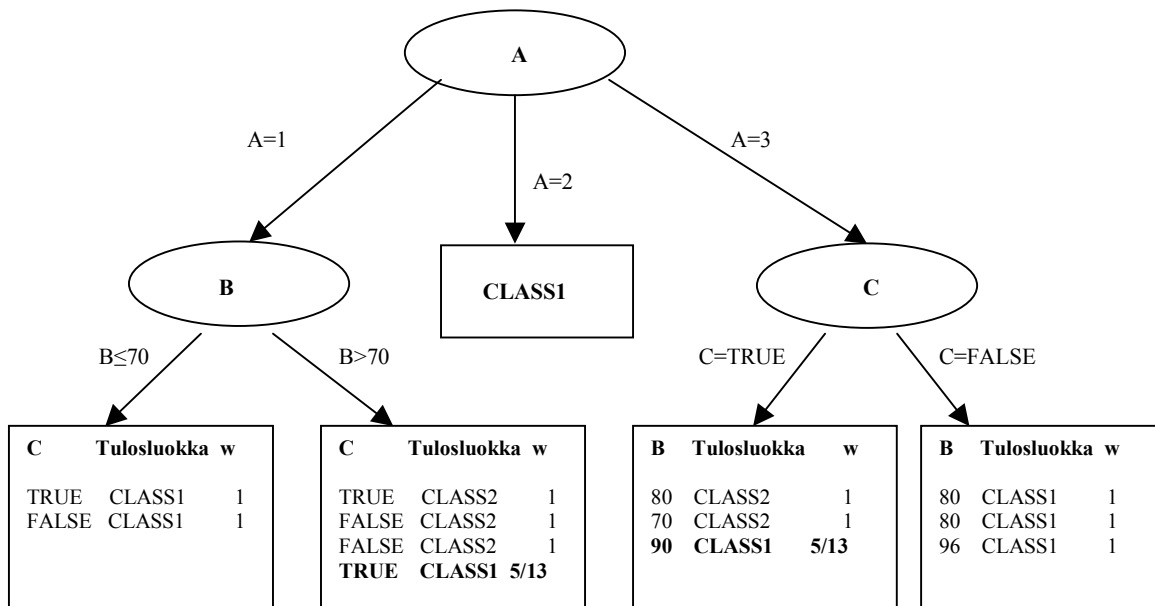 A
A=1
A=2
A=3
B
CLASS1
C
B≤70
B>70
C=TRUE
C=FALSE
C Tulosluokka w
TRUE CLASS1 1
FALSE CLASS1 1
C Tulosluokka w
TRUE CLASS2 1
FALSE CLASS2 1
FALSE CLASS2 1
TRUE CLASS1 5/13
B Tulosluokka w
80 CLASS2 1
70 CLASS2 1
90 CLASS1 5/13
B Tulosluokka w
80 CLASS1 1
80 CLASS1 1
96 CLASS1 1